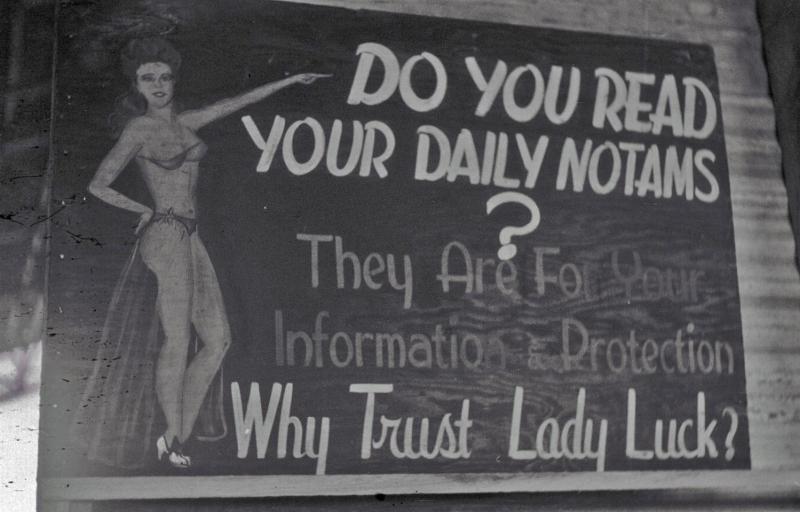 DO YOU READ
YOUR DAILY NOTAMS
?
They Are For Your
Information & Protection
Why Trust Lady Luck?